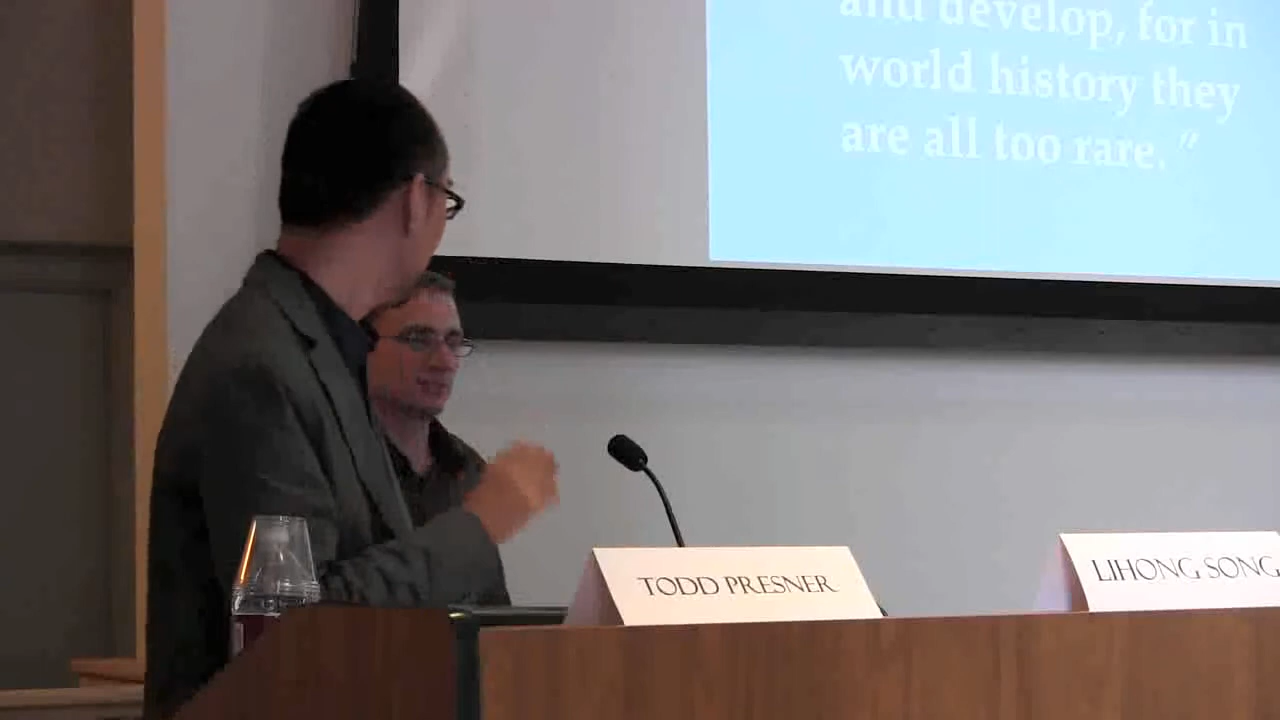 and develop, for in
world history they
are all too rare. ”
TODD PRESNER
LIHONG SONG